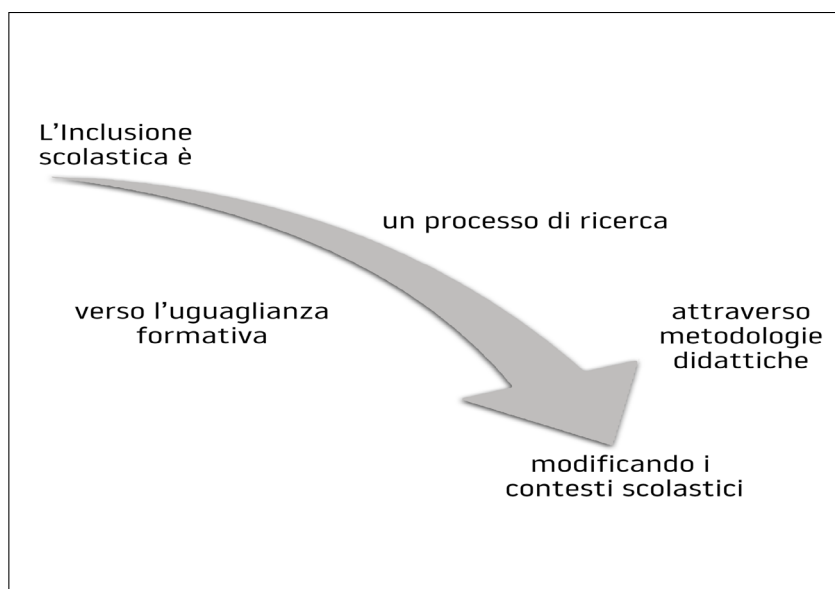 L'Inclusione
scolastica è
un processo di ricerca
verso l'uguaglianza
formativa
attraverso
metodologie
didattiche
modificando i
contesti scolastici